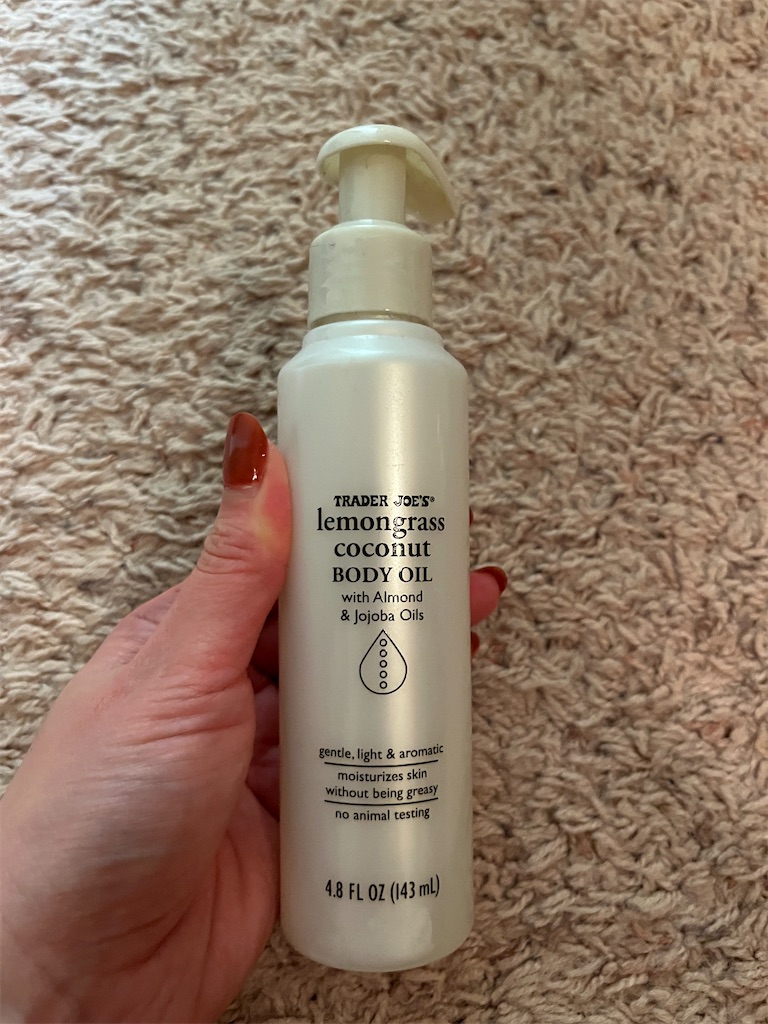 TRADER JOE'S®
lemongrass
coconut
BODY OIL
with Almond
& Jojoba Oils
gentle, light & aromatic
moisturizes skin
without being greasy
no animal testing
4.8 FL OZ (143 mL)